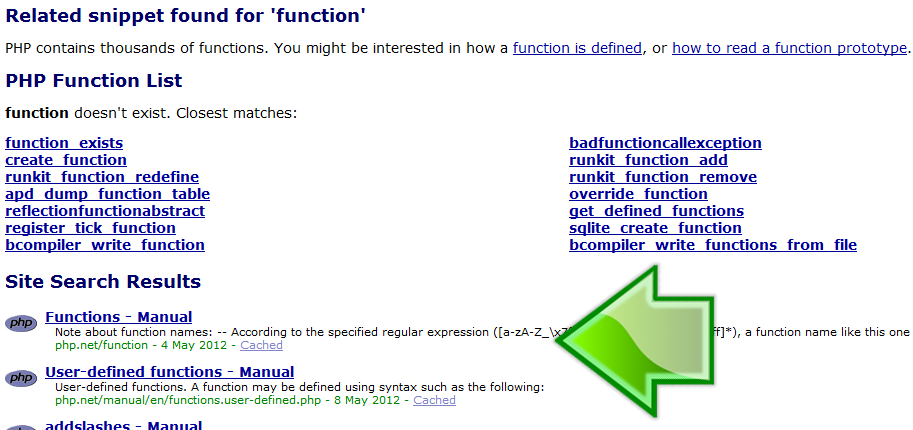 Related snippet found for 'function'
PHP contains thousands of functions. You might be interested in how a function is defined, or how to read a function prototype.
PHP Function List
function doesn't exist. Closest matches:
function_exists
create_function
runkit_function_redefine
apd_dump_function_table
reflectionfunctionabstract
register_tick_function
bcompiler_write_function
badfunctioncallexception
runkit_function_add
runkit_function_remove
override_function
get_defined_functions
sqlite_create_function
bcompiler_write_functions_from_file
Site Search Results
php
Functions - Manual
Note about function names: -- According to the specified regular expression ([a-zA-Z_\x7 ff]*), a function name like this one
php.net/function - 4 May 2012 - Cached
php
User-defined functions - Manual
User-defined functions. A function may be defined using syntax such as the following:
php.net/manual/en/functions.user-defined.php - 8 May 2012 - Cached
addslashes - Manual